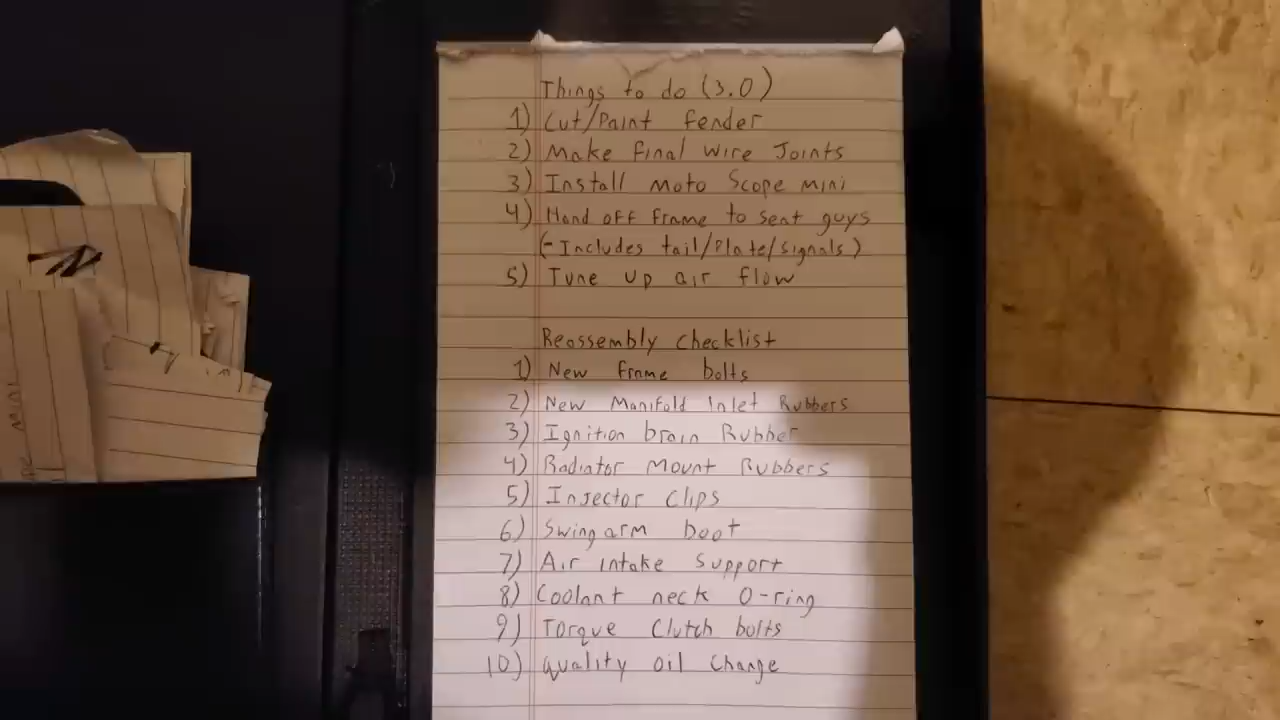 Things to do (3.0)
1) Cut/Paint fender
2) Make final wire Joints
3) Install moto Scope mini
4) Hand off frame to seat guys
(-Includes tail/Plate/signals)
5) Tune up air flow
Reassembly checklist
1) New frame bolts
2) New Manifold Inlet Rubbers
3) Ignition brain Rubber
4) Radiator Mount Rubbers
5) Injector Clips
6) Swingarm boot
7) Air intake support
8) Coolant neck O-ring
9) Torque Clutch bolts
10) Quality oil Change